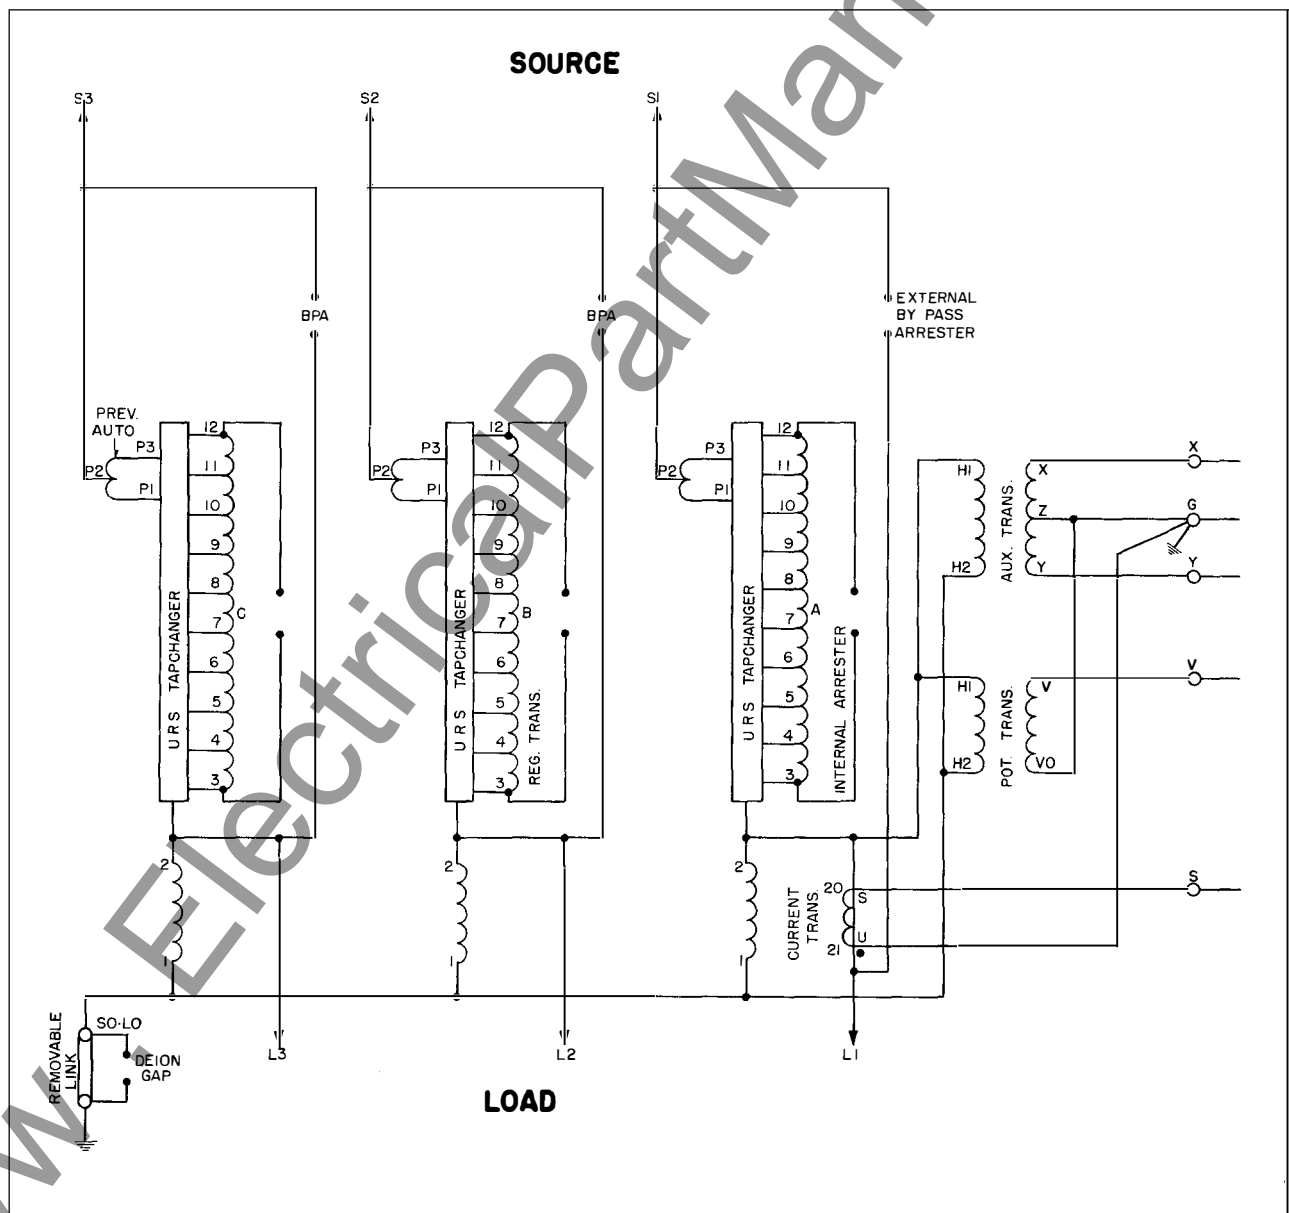 SOURCE
S3
S2
S1
BPA
BPA
EXTERNAL
BY PASS
ARRESTER
PREV.
AUTO
P3
P2
P1
12
11
10
9
8
7
6
5
4
3
C
URS TAPCHANGER
P3
P2
P1
12
11
10
9
8
7
6
5
4
3
B
URS TAPCHANGER
REG. TRANS.
P3
P2
P1
12
11
10
9
8
7
6
5
4
3
A
URS TAPCHANGER
INTERNAL ARRESTER
H1
H2
AUX. TRANS.
X
Z
Y
X
G
Y
H1
H2
POT. TRANS.
V
VO
V
2
1
2
1
2
1
CURRENT
TRANS.
20
S
U
21
S
SO-LO
REMOVABLE
LINK
DEION
GAP
L3
L2
L1
LOAD
w. ElectricalPartMan